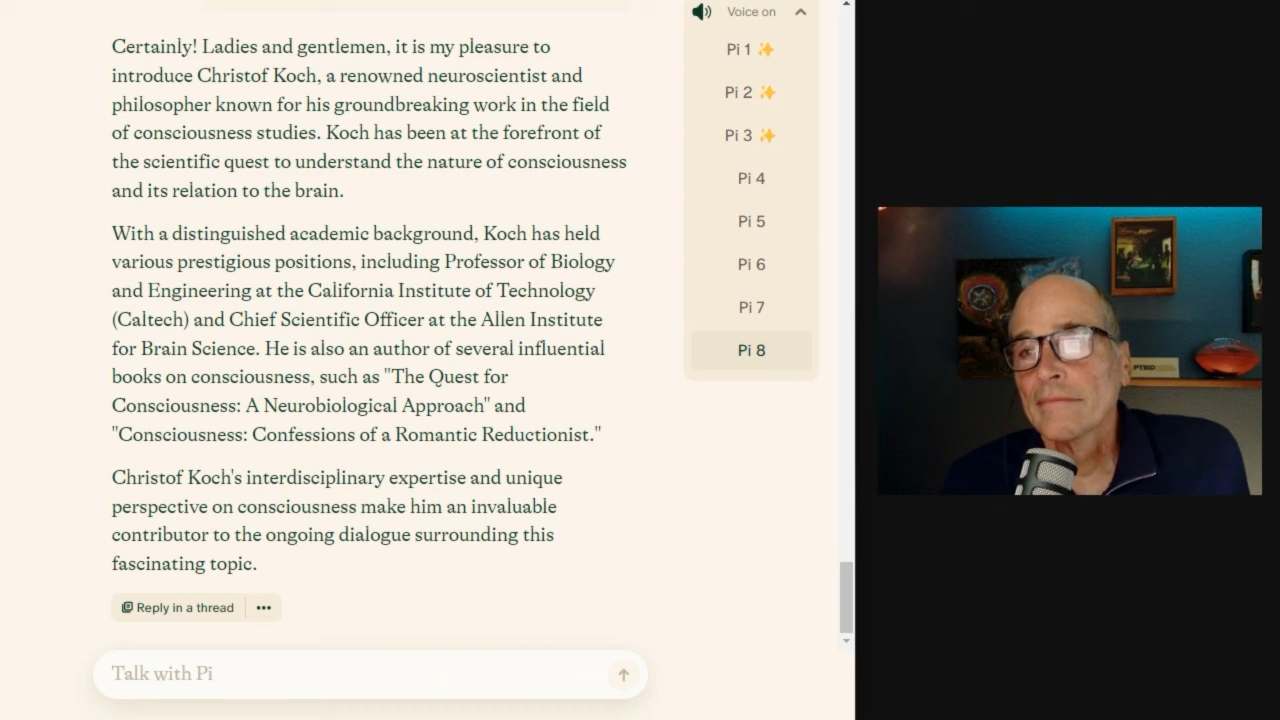 Certainly! Ladies and gentlemen, it is my pleasure to
introduce Christof Koch, a renowned neuroscientist and
philosopher known for his groundbreaking work in the field
of consciousness studies. Koch has been at the forefront of
the scientific quest to understand the nature of consciousness
and its relation to the brain.
With a distinguished academic background, Koch has held
various prestigious positions, including Professor of Biology
and Engineering at the California Institute of Technology
(Caltech) and Chief Scientific Officer at the Allen Institute
for Brain Science. He is also an author of several influential
books on consciousness, such as "The Quest for
Consciousness: A Neurobiological Approach" and
"Consciousness: Confessions of a Romantic Reductionist."
Christof Koch's interdisciplinary expertise and unique
perspective on consciousness make him an invaluable
contributor to the ongoing dialogue surrounding this
fascinating topic.
Reply in a thread
Talk with Pi
Voice on
Pi 1
Pi 2
Pi 3
Pi 4
Pi 5
Pi 6
Pi 7
Pi 8